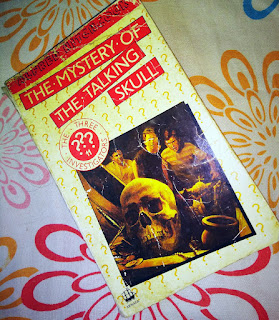 THE MYSTERY OF
THE TALKING
SKULL
THE THREE
???
INVESTIGATORS